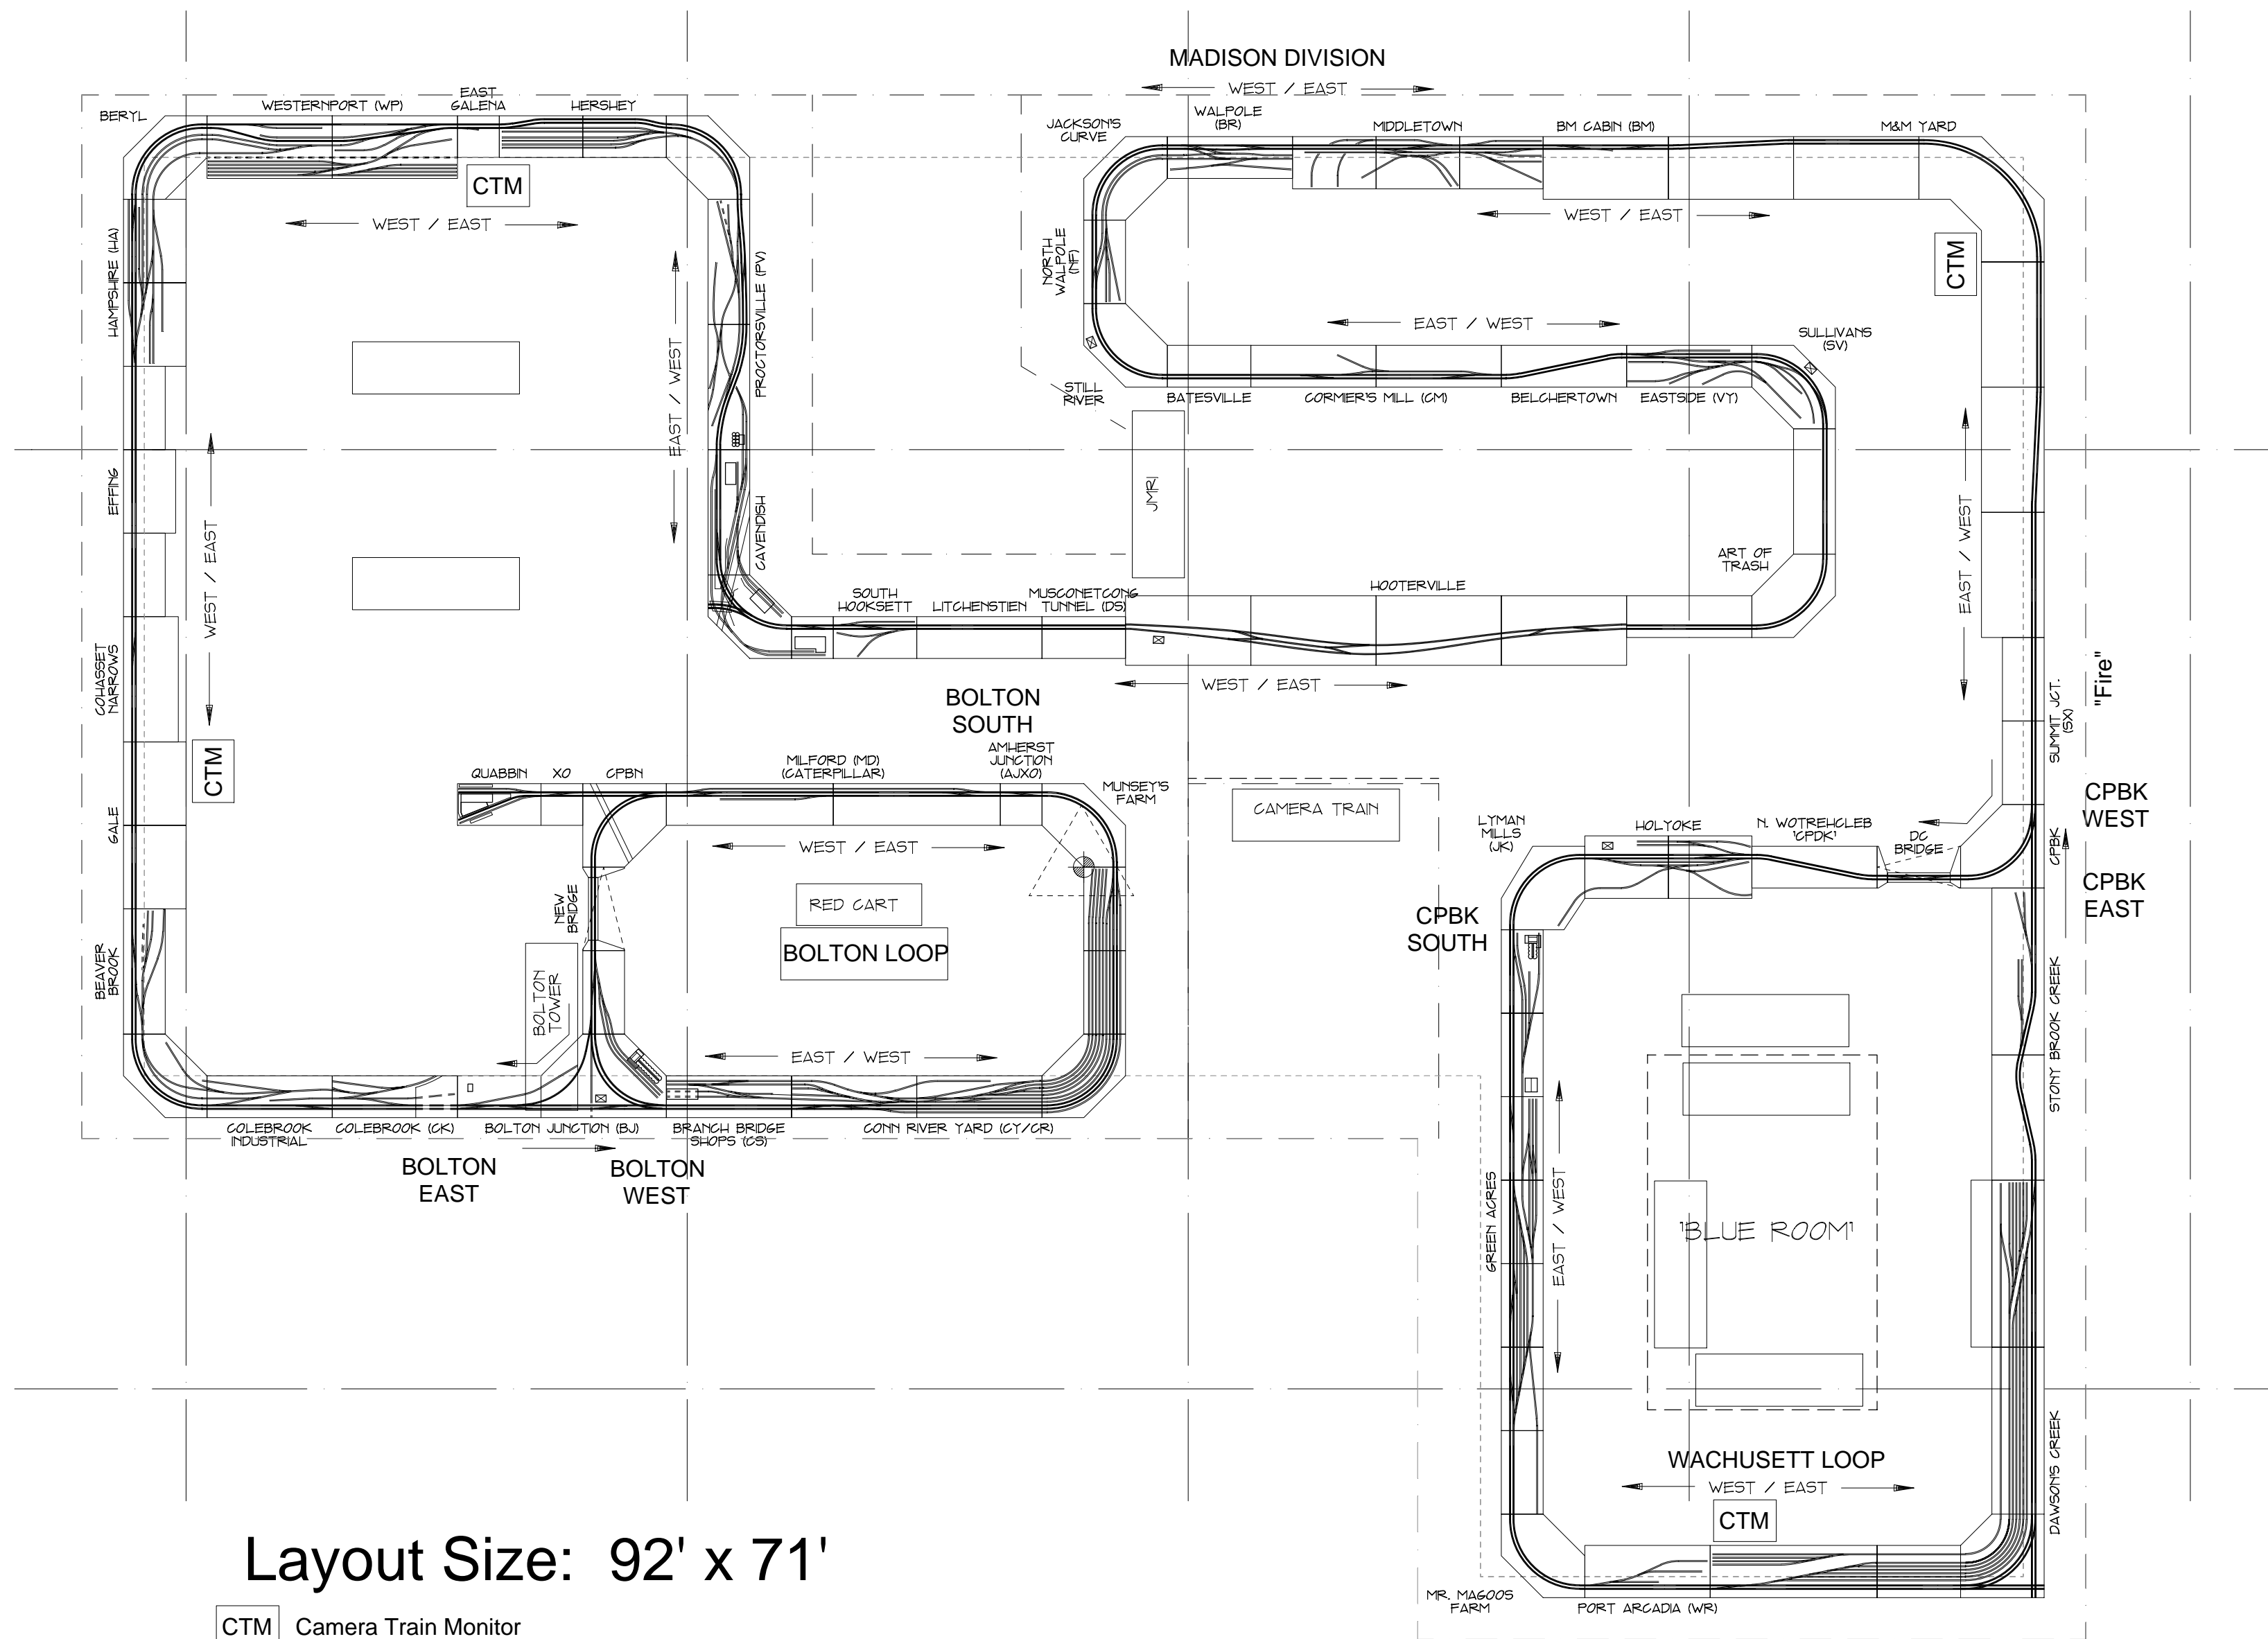 MADISON DIVISION
WEST / EAST
BERYL
WESTERNPORT (WP)
EAST
GALENA
HERSHEY
JACKSON'S
CURVE
WALPOLE
(BR)
MIDDLETOWN
BM CABIN (BM)
M&M YARD
CTM
WEST / EAST
WEST / EAST
HAMPSHIRE (HA)
PROCTORSVILLE (PV)
NORTH
WALPOLE
(NF)
CTM
EAST / WEST
EAST / WEST
SULLIVANS
(SV)
STILL
RIVER
BATESVILLE
CORMIER'S MILL (CM)
BELCHERTOWN
EASTSIDE (VY)
EFFING
CAVENDISH
JMRI
WEST / EAST
EAST / WEST
ART OF
TRASH
SOUTH
HOOKSETT
LITCHENSTIEN
MUSCONETCONG
TUNNEL (DS)
HOOTERVILLE
COHASSET
NARROWS
WEST / EAST
BOLTON
SOUTH
SUMMIT JCT.
(SX)
"Fire"
CTM
QUABBIN
XO
CPBN
MILFORD (MD)
(CATERPILLAR)
AMHERST
JUNCTION
(AJXO)
MUNSEY'S
FARM
CAMERA TRAIN
CPBK
WEST
GALE
WEST / EAST
LYMAN
MILLS
(JK)
HOLYOKE
N. WOTREHCLEB
'CPDK'
DC
BRIDGE
CPBK
CPBK
EAST
NEW
BRIDGE
RED CART
BOLTON LOOP
CPBK
SOUTH
BEAVER
BROOK
BOLTON
TOWER
STONY BROOK CREEK
EAST / WEST
COLEBROOK
INDUSTRIAL
COLEBROOK (CK)
BOLTON JUNCTION (BJ)
BRANCH BRIDGE
SHOPS (CS)
CONN RIVER YARD (CY/CR)
BOLTON
EAST
BOLTON
WEST
GREEN ACRES
EAST / WEST
'BLUE ROOM'
WACHUSETT LOOP
WEST / EAST
CTM
DAWSON'S CREEK
MR. MAGOOS
FARM
PORT ARCADIA (WR)
Layout Size: 92' x 71'
CTM Camera Train Monitor